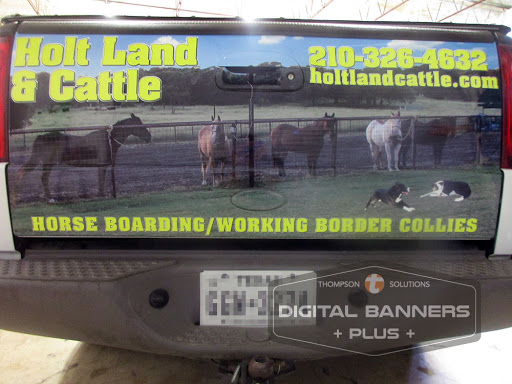 Holt Land
& Cattle
210-326-4632
holtlandcattle.com
HORSE BOARDING/WORKING BORDER COLLIES
THOMPSON SOLUTIONS
DIGITAL BANNERS
+ PLUS +